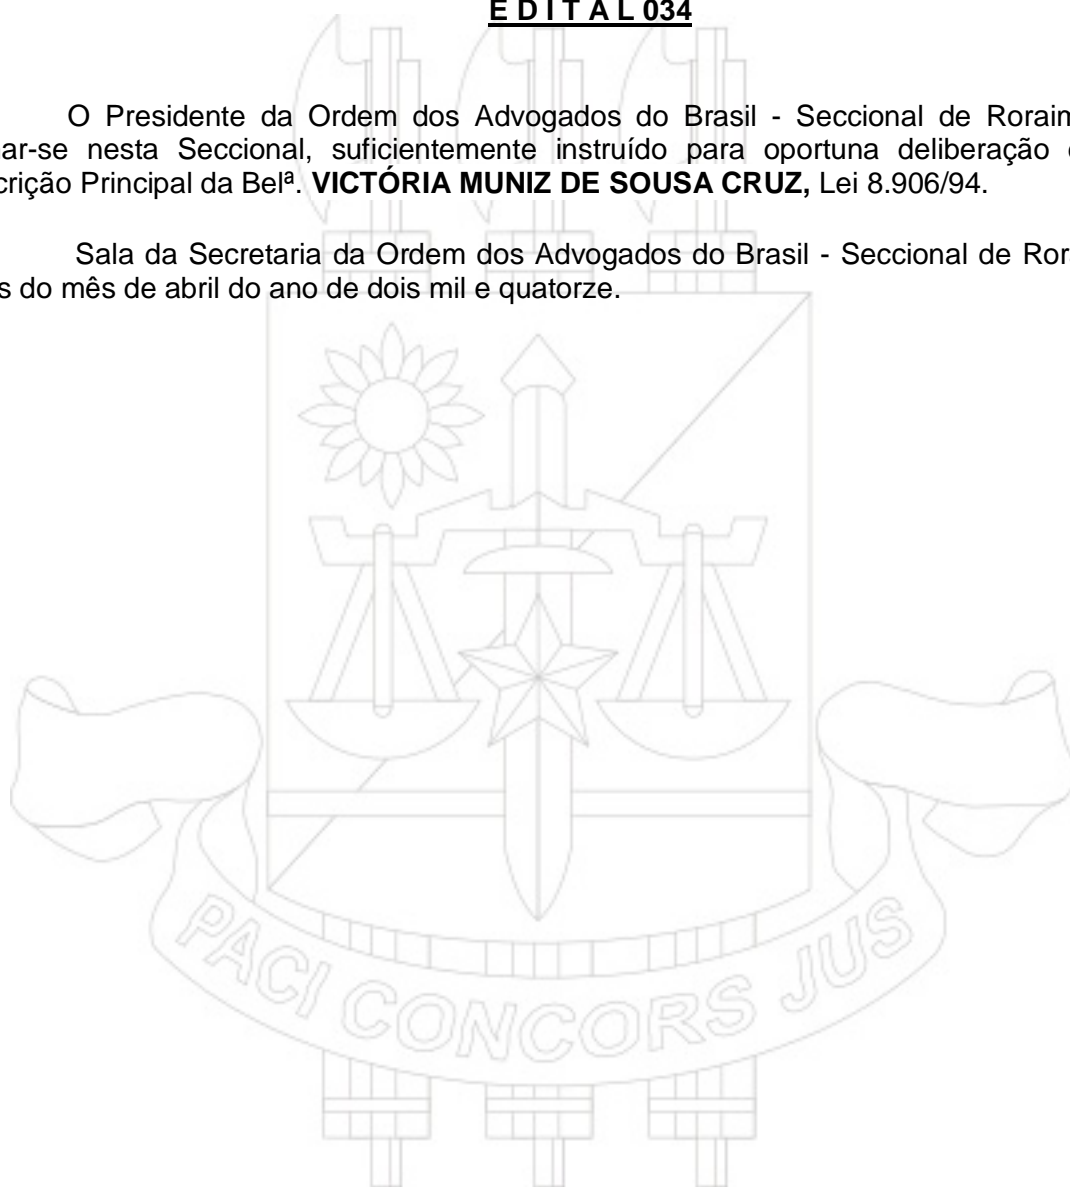 E D I T A L 034
O Presidente da Ordem dos Advogados do Brasil - Seccional de Roraim
ar-se nesta Seccional, suficientemente instruído para oportuna deliberação
crição Principal da Belª. VICTÓRIA MUNIZ DE SOUSA CRUZ, Lei 8.906/94.
Sala da Secretaria da Ordem dos Advogados do Brasil - Seccional de Ror
s do mês de abril do ano de dois mil e quatorze.
PACI CONCORS JUS